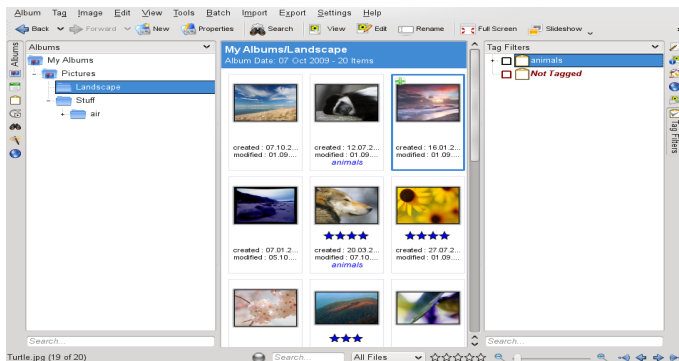 Album Tag Image Edit View Tools Batch Import Export Settings Help
Back Forward New Properties Search View Edit Rename Full Screen Slideshow
Albums
Albums
My Albums
Pictures
Landscape
Stuff
air
Search...
My Albums/Landscape
Album Date: 07 Oct 2009 - 20 Items
created : 07.10.2... created : 12.07.2... created : 16.01.2...
modified : 01.09.... modified : 01.09.... modified : 01.09....
animals
created : 07.01.2... created : 20.03.2... created : 27.07.2...
modified : 05.10.... modified : 07.10.... modified : 01.09....
animals
Tag Filters
animals
Not Tagged
Search...
Tag Filters
Turtle.jpg (19 of 20) Search... All Files